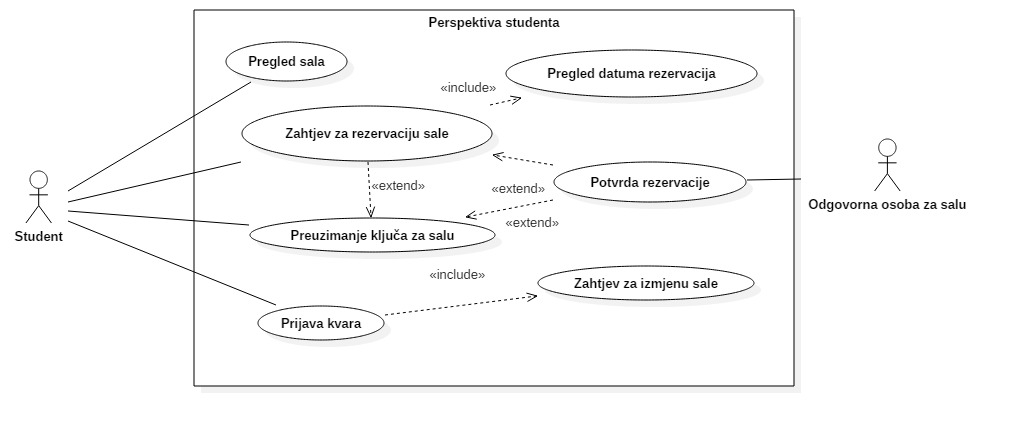 Perspektiva studenta
Pregled sala
Pregled datuma rezervacija
«include»
Zahtjev za rezervaciju sale
«extend»
«extend»
Potvrda rezervacije
Odgovorna osoba za salu
Student
«extend»
Preuzimanje ključa za salu
«include»
Zahtjev za izmjenu sale
Prijava kvara